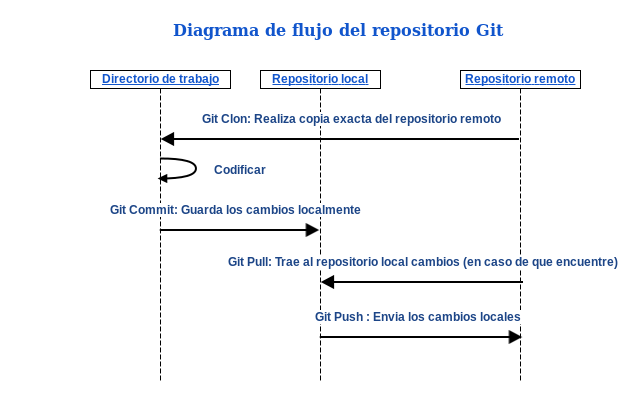 Diagrama de flujo del repositorio Git
Directorio de trabajo
Repositorio local
Repositorio remoto
Git Clon: Realiza copia exacta del repositorio remoto
Codificar
Git Commit: Guarda los cambios localmente
Git Pull: Trae al repositorio local cambios (en caso de que encuentre)
Git Push : Envia los cambios locales